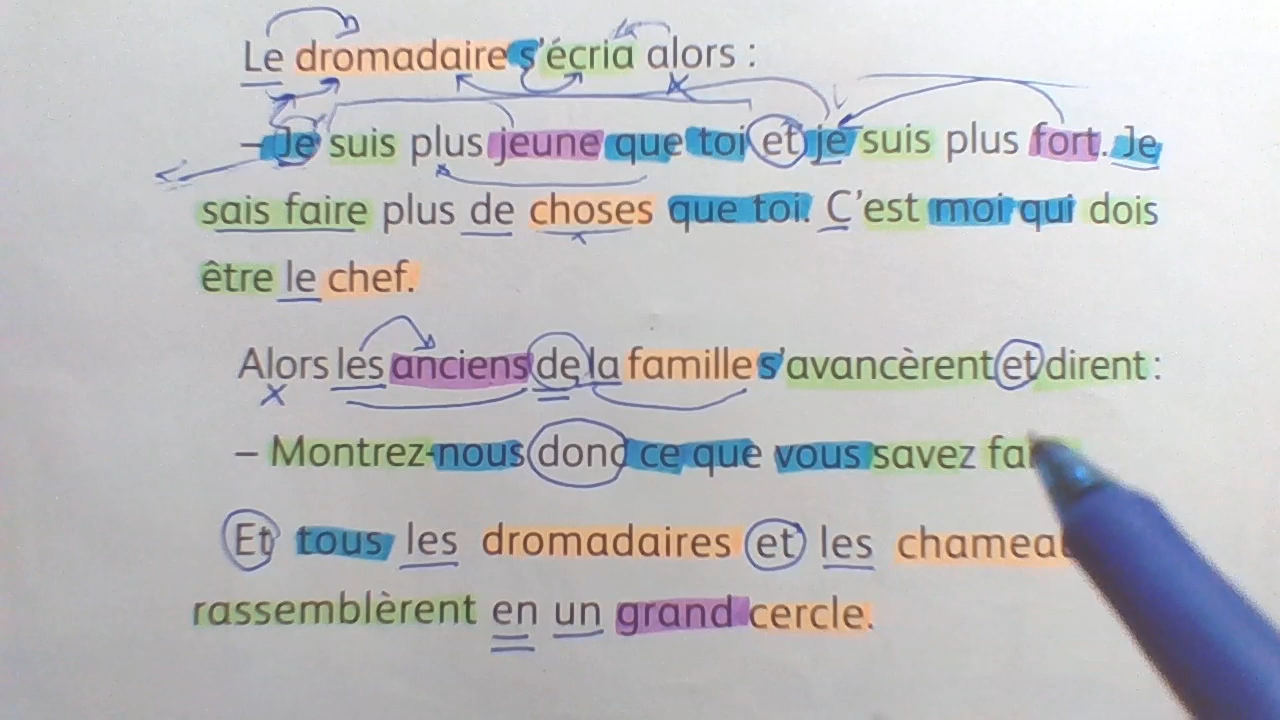 Le dromadaire s'écria alors :
– Je suis plus jeune que toi et je suis plus fort. Je
sais faire plus de choses que toi. C'est moi qui dois
être le chef.
Alors les anciens de la famille s'avancèrent et dirent :
– Montrez-nous donc ce que vous savez
Et tous les dromadaires et les
rassemblèrent en un grand cercle.